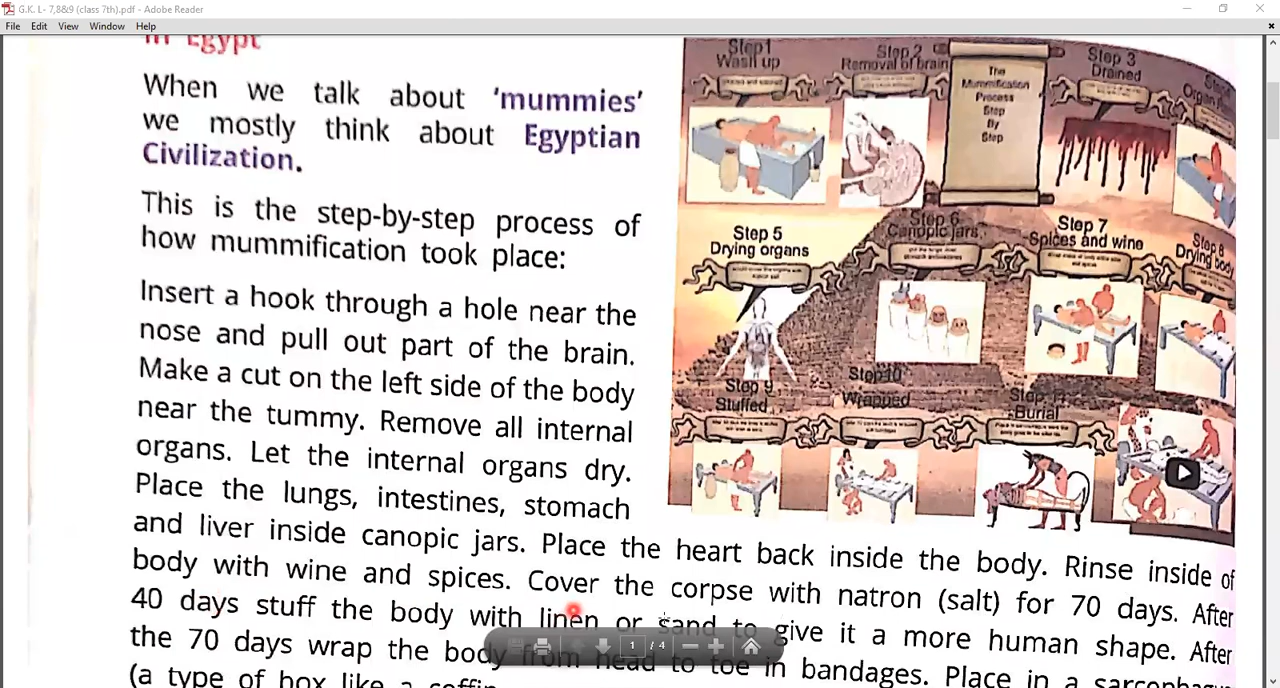 G.K. L- 7,8&9 (class 7th).pdf - Adobe Reader
File Edit View Window Help
in Egypt
When we talk about 'mummies'
we mostly think about Egyptian
Civilization.
This is the step-by-step process of
how mummification took place:
Insert a hook through a hole near the
nose and pull out part of the brain.
Make a cut on the left side of the body
near the tummy. Remove all internal
organs. Let the internal organs dry.
Place the lungs, intestines, stomach
and liver inside canopic jars. Place the heart back inside the body. Rinse inside of
body with wine and spices. Cover the corpse with natron (salt) for 70 days. After
40 days stuff the body with linen or sand to give it a more human shape. After
the 70 days wrap the body from head to toe in bandages. Place in a sarcophagus
(a type of box like a coffin
Step 1
Wash up
Step 2
Removal of brain
The
Mummification
Process
Step
By
Step
Step 3
Drained
Step 5
Drying organs
Step 6
Canopic jars
Step 7
Spices and wine
Step 8
Drying body
Step 9
Stuffed
Step 10
Wrapped
Burial
1 / 4